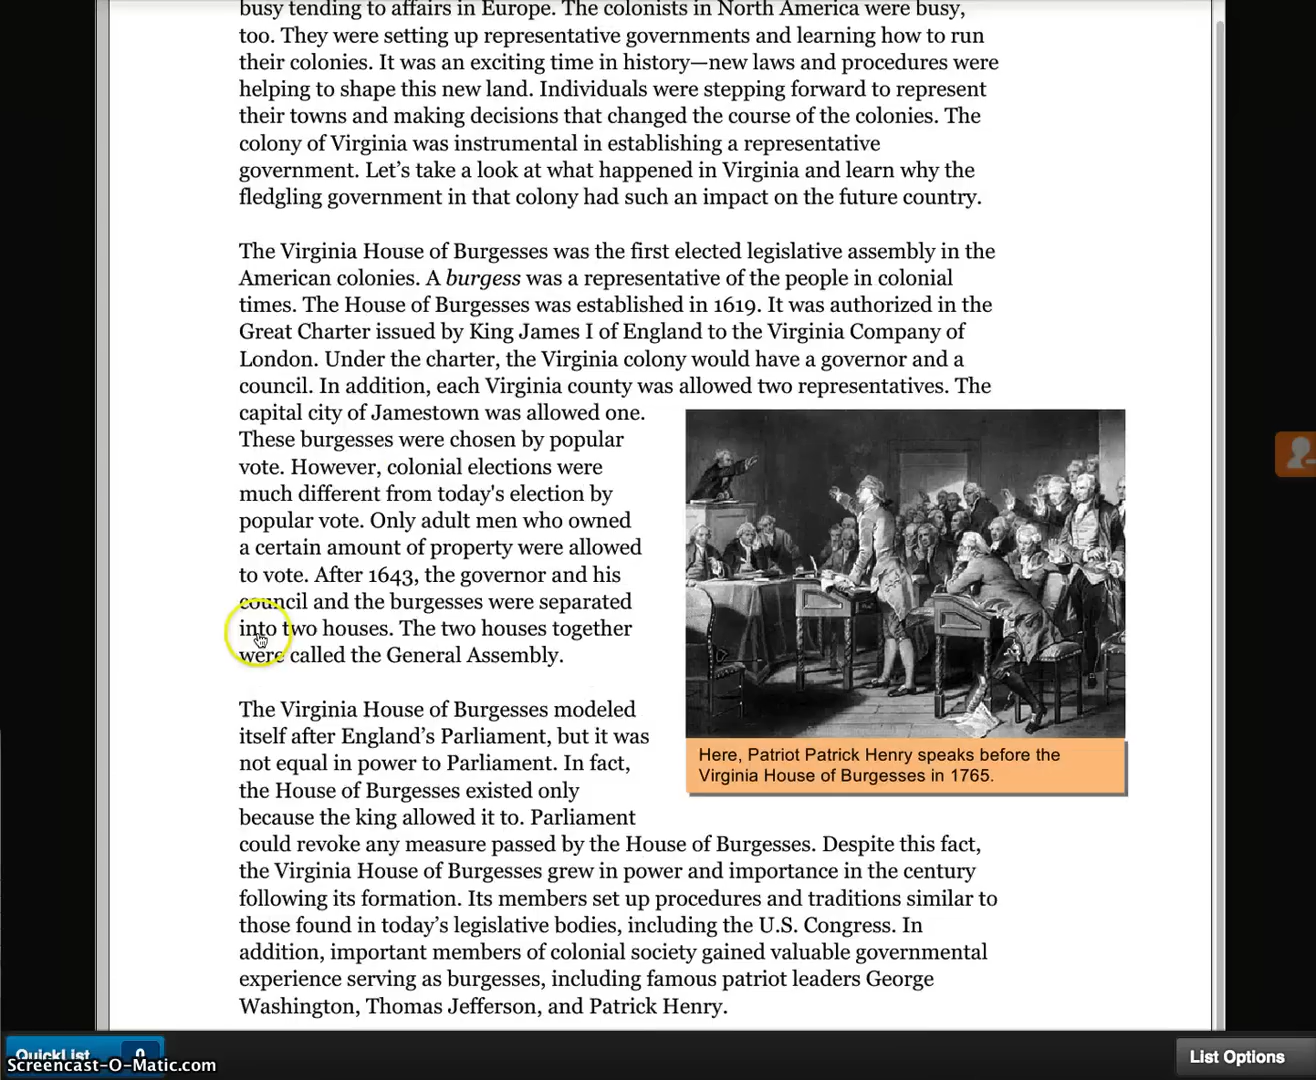 busy tending to affairs in Europe. The colonists in North America were busy,
too. They were setting up representative governments and learning how to run
their colonies. It was an exciting time in history—new laws and procedures were
helping to shape this new land. Individuals were stepping forward to represent
their towns and making decisions that changed the course of the colonies. The
colony of Virginia was instrumental in establishing a representative
government. Let’s take a look at what happened in Virginia and learn why the
fledgling government in that colony had such an impact on the future country.
The Virginia House of Burgesses was the first elected legislative assembly in the
American colonies. A burgess was a representative of the people in colonial
times. The House of Burgesses was established in 1619. It was authorized in the
Great Charter issued by King James I of England to the Virginia Company of
London. Under the charter, the Virginia colony would have a governor and a
council. In addition, each Virginia county was allowed two representatives. The
capital city of Jamestown was allowed one.
These burgesses were chosen by popular
vote. However, colonial elections were
much different from today's election by
popular vote. Only adult men who owned
a certain amount of property were allowed
to vote. After 1643, the governor and his
council and the burgesses were separated
into two houses. The two houses together
were called the General Assembly.
The Virginia House of Burgesses modeled
itself after England’s Parliament, but it was
not equal in power to Parliament. In fact,
the House of Burgesses existed only
because the king allowed it to. Parliament
could revoke any measure passed by the House of Burgesses. Despite this fact,
the Virginia House of Burgesses grew in power and importance in the century
following its formation. Its members set up procedures and traditions similar to
those found in today’s legislative bodies, including the U.S. Congress. In
addition, important members of colonial society gained valuable governmental
experience serving as burgesses, including famous patriot leaders George
Washington, Thomas Jefferson, and Patrick Henry.
Here, Patriot Patrick Henry speaks before the
Virginia House of Burgesses in 1765.
QuickList 0
Screencast-O-Matic.com
List Options